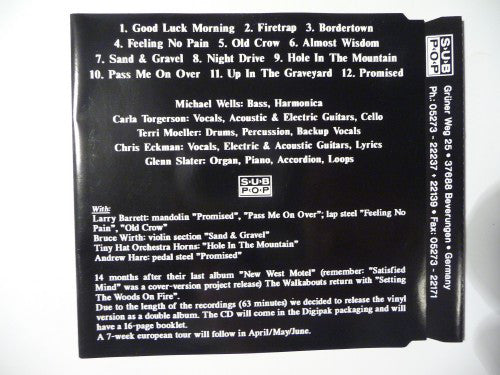 1. Good Luck Morning 2. Firetrap 3. Bordertown
4. Feeling No Pain 5. Old Crow 6. Almost Wisdom
7. Sand & Gravel 8. Night Drive 9. Hole In The Mountain
10. Pass Me On Over 11. Up In The Graveyard 12. Promised
Michael Wells: Bass, Harmonica
Carla Torgerson: Vocals, Acoustic & Electric Guitars, Cello
Terri Moeller: Drums, Percussion, Backup Vocals
Chris Eckman: Vocals, Electric & Acoustic Guitars, Lyrics
Glenn Slater: Organ, Piano, Accordion, Loops
SUB
POP
With:
Larry Barrett: mandolin "Promised", "Pass Me On Over"; lap steel "Feeling No
Pain", "Old Crow"
Bruce Wirth: violin section "Sand & Gravel"
Tiny Hat Orchestra Horns: "Hole In The Mountain"
Andrew Hare: pedal steel "Promised"
14 months after their last album "New West Motel" (remember: "Satisfied
Mind" was a cover-version project release) The Walkabouts return with "Setting
The Woods On Fire".
Due to the length of the recordings (63 minutes) we decided to release the vinyl
version as a double album. The CD will come in the Digipak packaging and will
have a 16-page booklet.
A 7-week european tour will follow in April/May/June.
SUB
POP
Grüner Weg 25 • 37688 Beverungen • Germany
Ph.: 05273 - 22237 + 22139 • Fax: 05273 - 22171